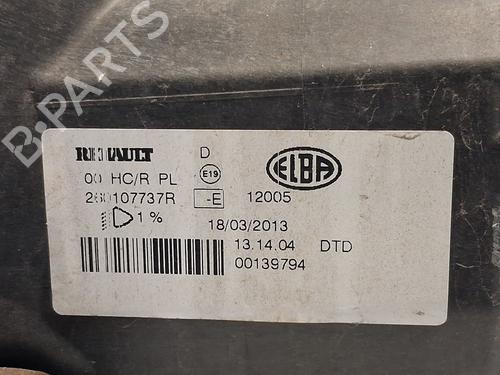 B-PARTS
RENAULT D ELBA
00 HC/R PL E19
260107737R -E 12005
1 %
18/03/2013
13.14.04 DTD
00139794